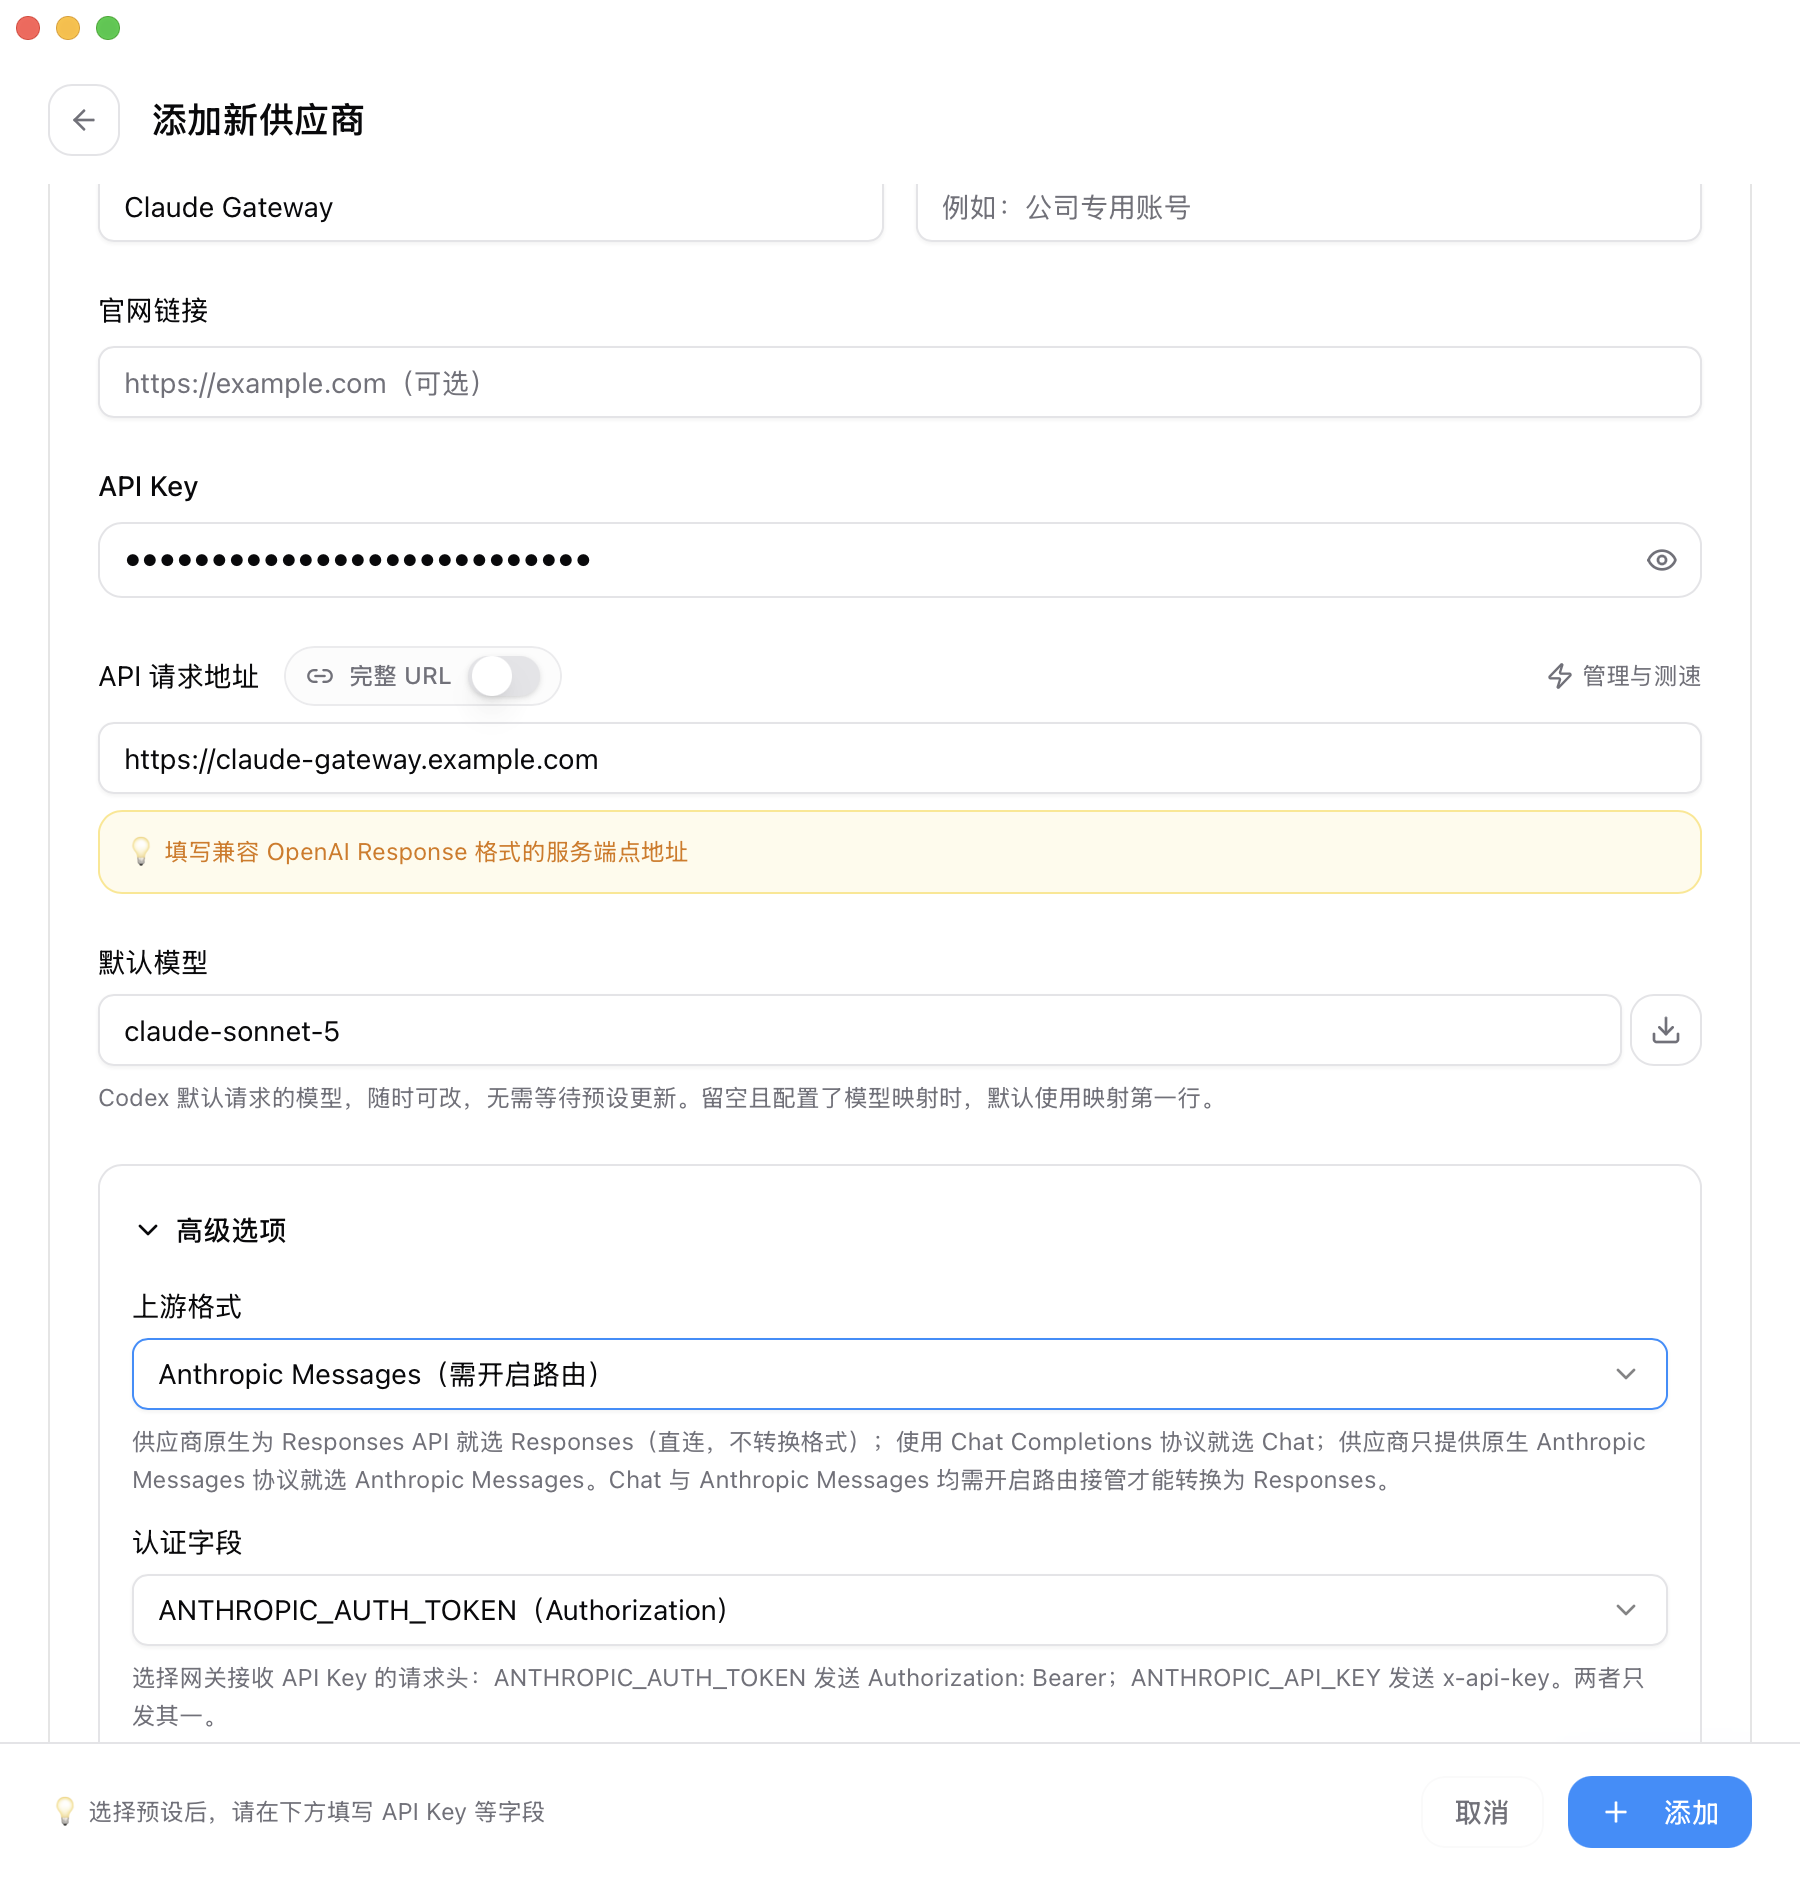 添加新供应商
Claude Gateway
例如：公司专用账号
官网链接
https://example.com（可选）
API Key
••••••••••••••••••••••••••••
API 请求地址
完整 URL
管理与测速
https://claude-gateway.example.com
💡 填写兼容 OpenAI Response 格式的服务端点地址
默认模型
claude-sonnet-5
Codex 默认请求的模型，随时可改，无需等待预设更新。留空且配置了模型映射时，默认使用映射第一行。
高级选项
上游格式
Anthropic Messages（需开启路由）
供应商原生为 Responses API 就选 Responses（直连，不转换格式）；使用 Chat Completions 协议就选 Chat；供应商只提供原生 Anthropic
Messages 协议就选 Anthropic Messages。Chat 与 Anthropic Messages 均需开启路由接管才能转换为 Responses。
认证字段
ANTHROPIC_AUTH_TOKEN（Authorization）
选择网关接收 API Key 的请求头：ANTHROPIC_AUTH_TOKEN 发送 Authorization: Bearer；ANTHROPIC_API_KEY 发送 x-api-key。两者只
发其一。
💡 选择预设后，请在下方填写 API Key 等字段
取消
添加